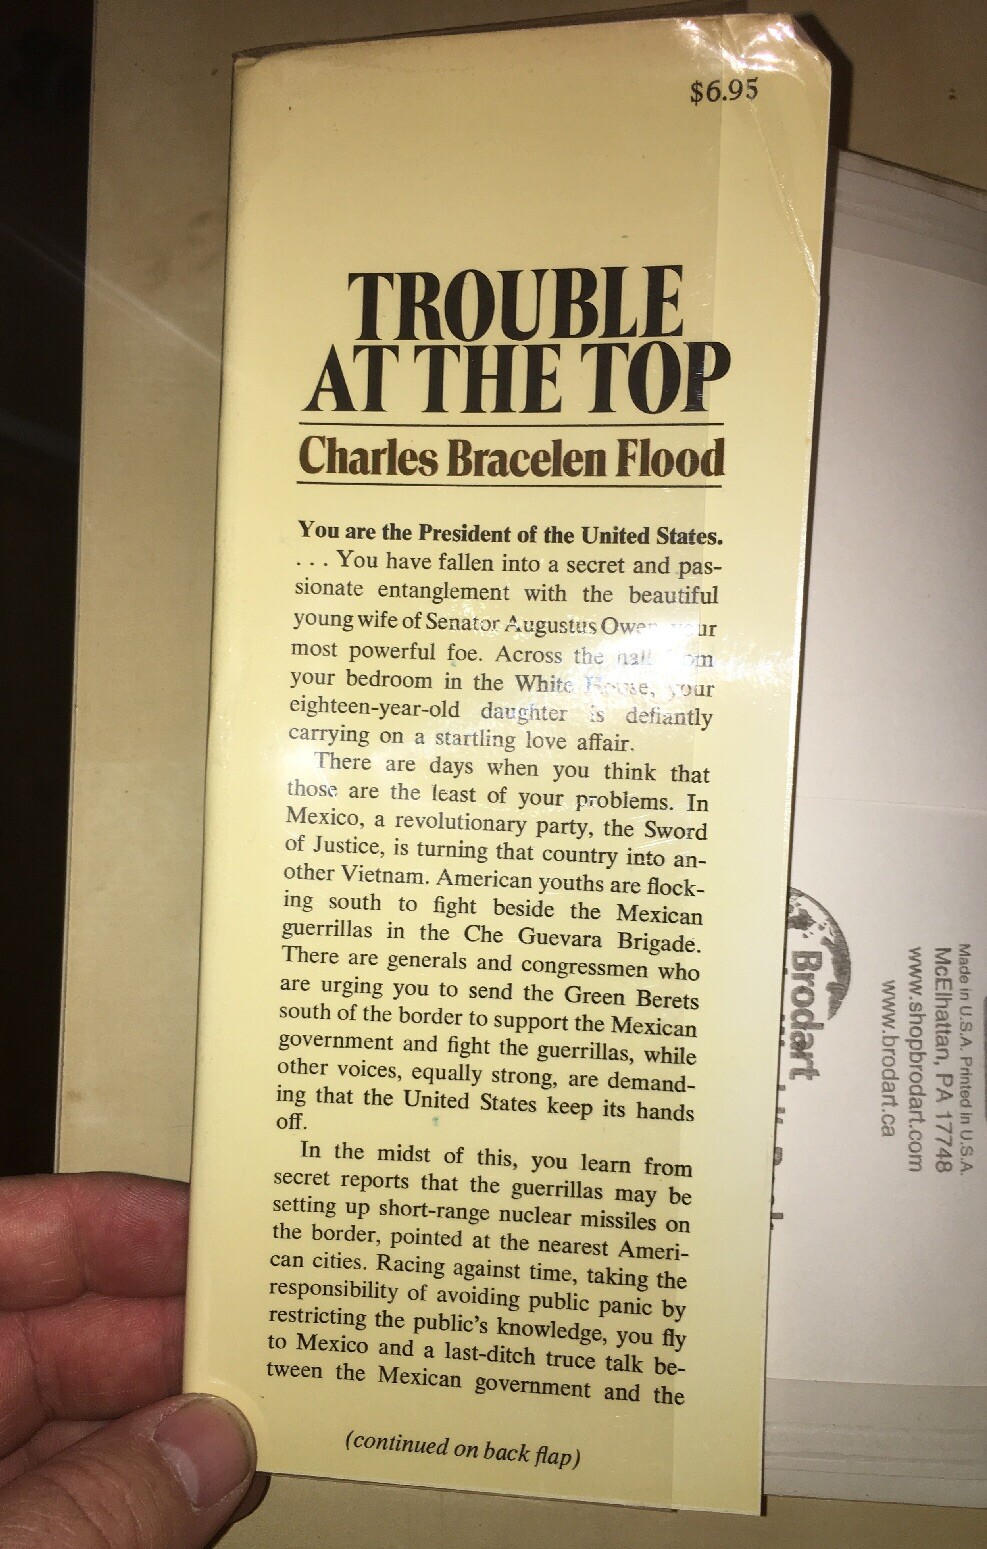 $6.95
TROUBLE
AT THE TOP
Charles Bracelen Flood
You are the President of the United States.
. . . You have fallen into a secret and pas-
sionate entanglement with the beautiful
young wife of Senator Augustus
most powerful foe. Across the
your bedroom in the White House, your
eighteen-year-old daughter is defiantly
carrying on a startling love affair.
There are days when you think that
those are the least of your problems. In
Mexico, a revolutionary party, the Sword
of Justice, is turning that country into an-
other Vietnam. American youths are flock-
ing south to fight beside the Mexican
guerrillas in the Che Guevara Brigade.
There are generals and congressmen who
are urging you to send the Green Berets
south of the border to support the Mexican
government and fight the guerrillas, while
other voices, equally strong, are demand-
ing that the United States keep its hands
off.
In the midst of this, you learn from
secret reports that the guerrillas may be
setting up short-range nuclear missiles on
the border, pointed at the nearest Ameri-
can cities. Racing against time, taking the
responsibility of avoiding public panic by
restricting the public's knowledge, you fly
to Mexico and a last-ditch truce talk be-
tween the Mexican government and the
(continued on back flap)
Brodart
Made in U.S.A. Printed in U.S.A.
McElhattan, PA 17748
www.shopbrodart.com
www.brodart.ca